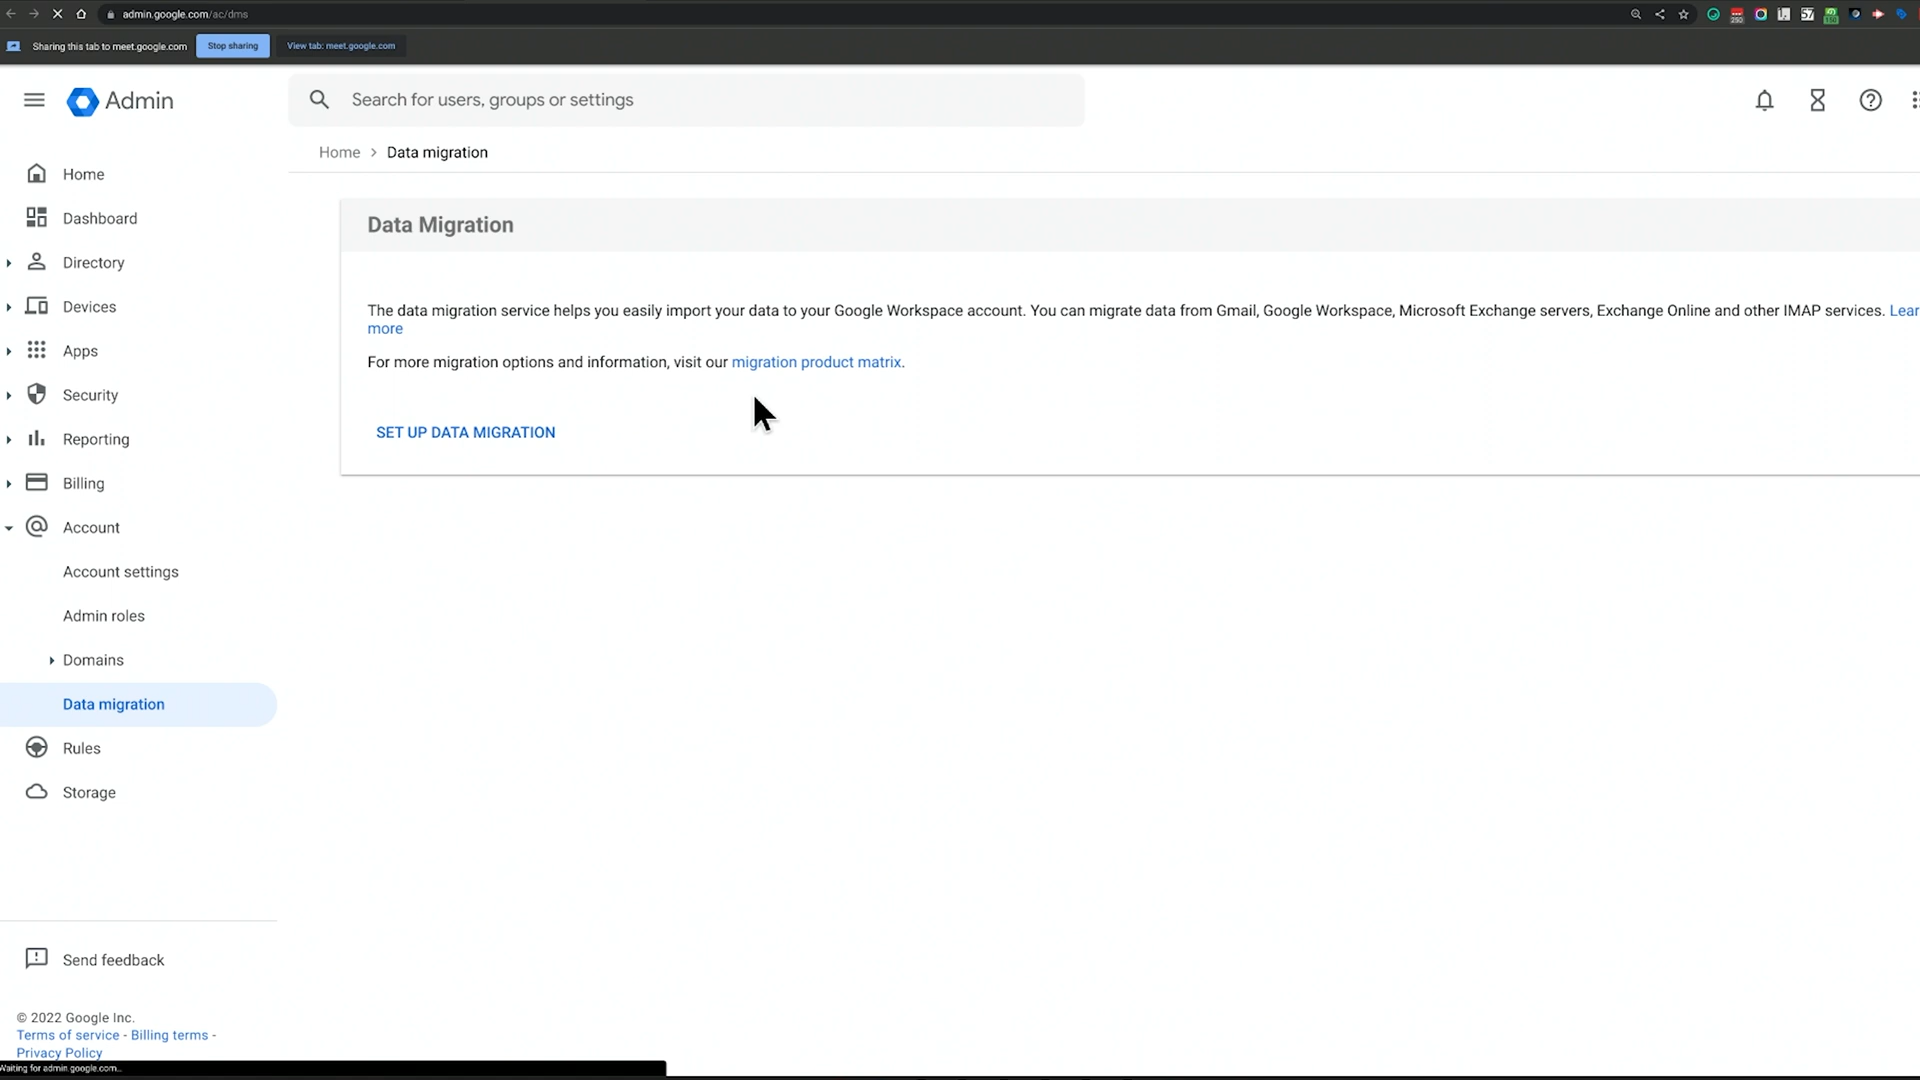 admin.google.com/ac/dms
Sharing this tab to meet.google.com
Stop sharing
View tab: meet.google.com
Admin
Search for users, groups or settings
Home > Data migration
Home
Dashboard
Directory
Devices
Apps
Security
Reporting
Billing
Account
Account settings
Admin roles
Domains
Data migration
Rules
Storage
Send feedback
© 2022 Google Inc.
Terms of service - Billing terms -
Privacy Policy
Waiting for admin.google.com...
Data Migration
The data migration service helps you easily import your data to your Google Workspace account. You can migrate data from Gmail, Google Workspace, Microsoft Exchange servers, Exchange Online and other IMAP services. Lear
more
For more migration options and information, visit our migration product matrix.
SET UP DATA MIGRATION